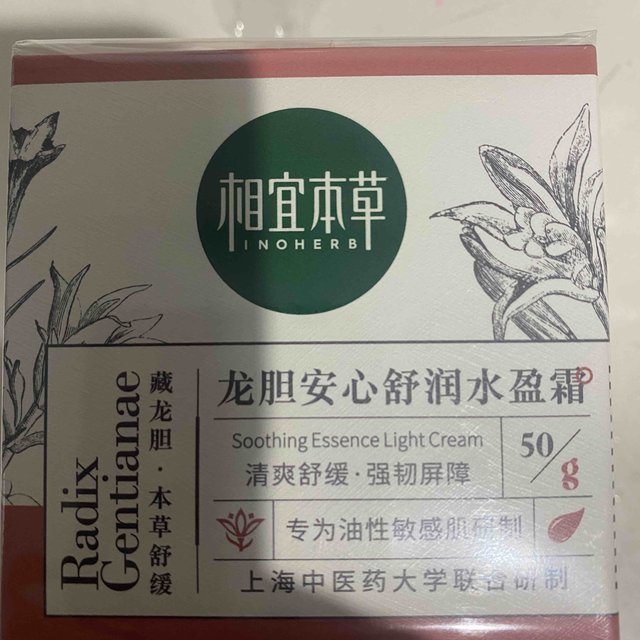 相宜本草
INOHERB
龙胆安心舒润水盈霜
Soothing Essence Light Cream
清爽舒缓·强韧屏障
50/g
专为油性敏感肌研制
上海中医药大学联合研制
Radix
Gentianae
藏龙胆·本草舒缓